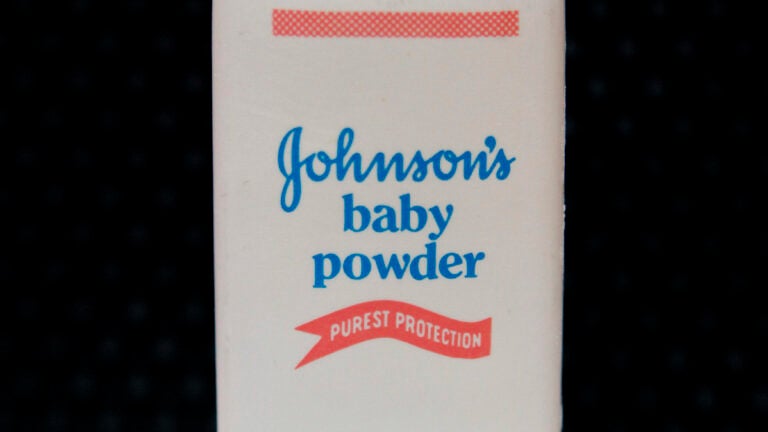 Johnson's
baby
powder
PUREST PROTECTION